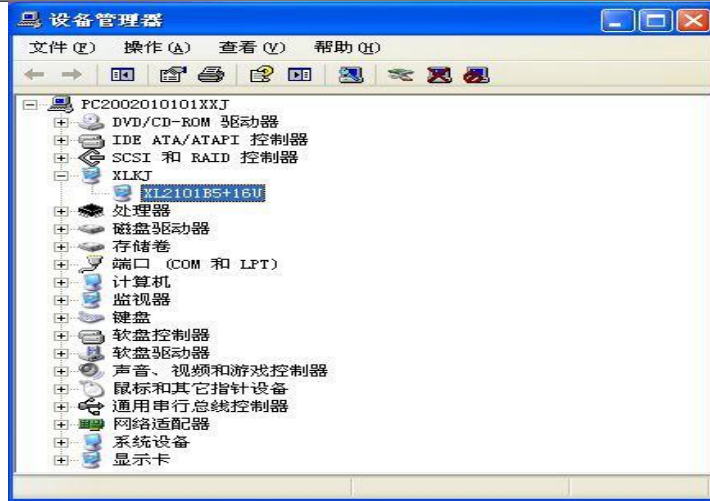 设备管理器
文件(F) 操作(A) 查看(V) 帮助(H)
PC2002010101XXJ
DVD/CD-ROM 驱动器
IDE ATA/ATAPI 控制器
SCSI 和 RAID 控制器
XLKJ
XL2101B5+16U
处理器
磁盘驱动器
存储卷
端口 (COM 和 LPT)
计算机
监视器
键盘
软盘控制器
软盘驱动器
声音、视频和游戏控制器
鼠标和其它指针设备
通用串行总线控制器
网络适配器
系统设备
显示卡